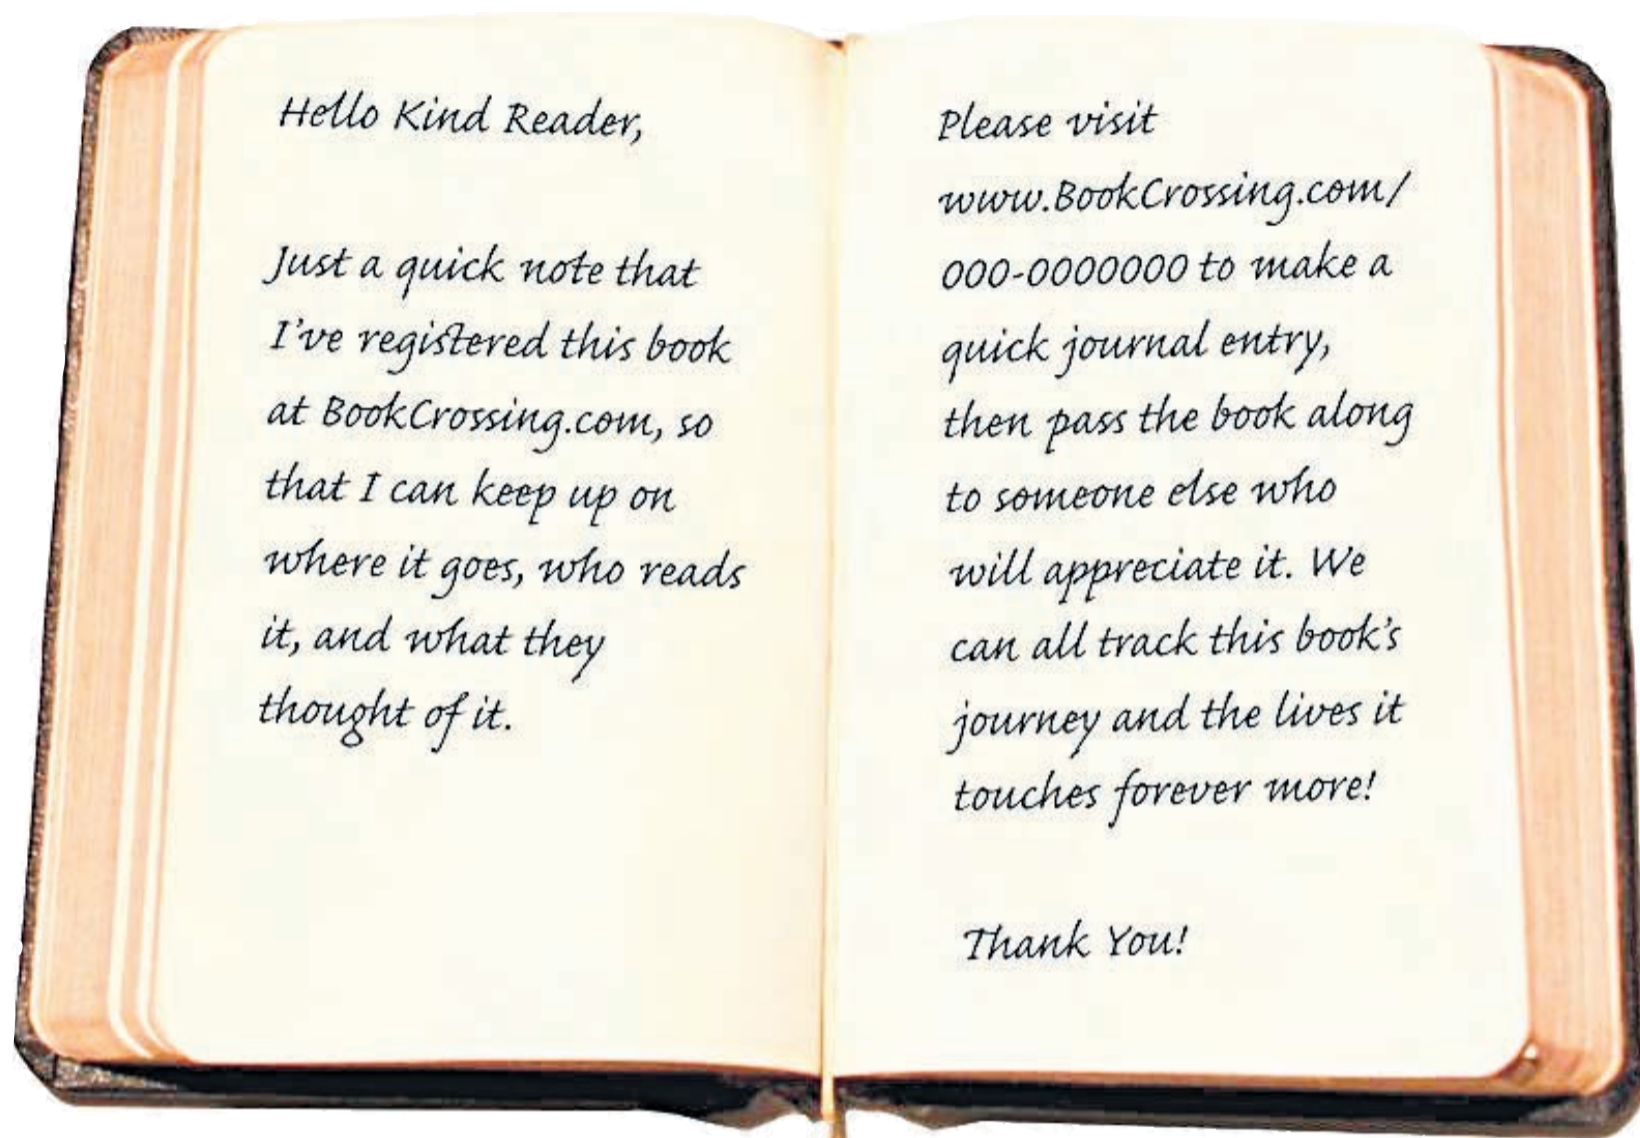 Hello Kind Reader,
Just a quick note that
I've registered this book
at BookCrossing.com, so
that I can keep up on
where it goes, who reads
it, and what they
thought of it.
Please visit
www.BookCrossing.com/
000-0000000 to make a
quick journal entry,
then pass the book along
to someone else who
will appreciate it. We
can all track this book's
journey and the lives it
touches forever more!
Thank You!